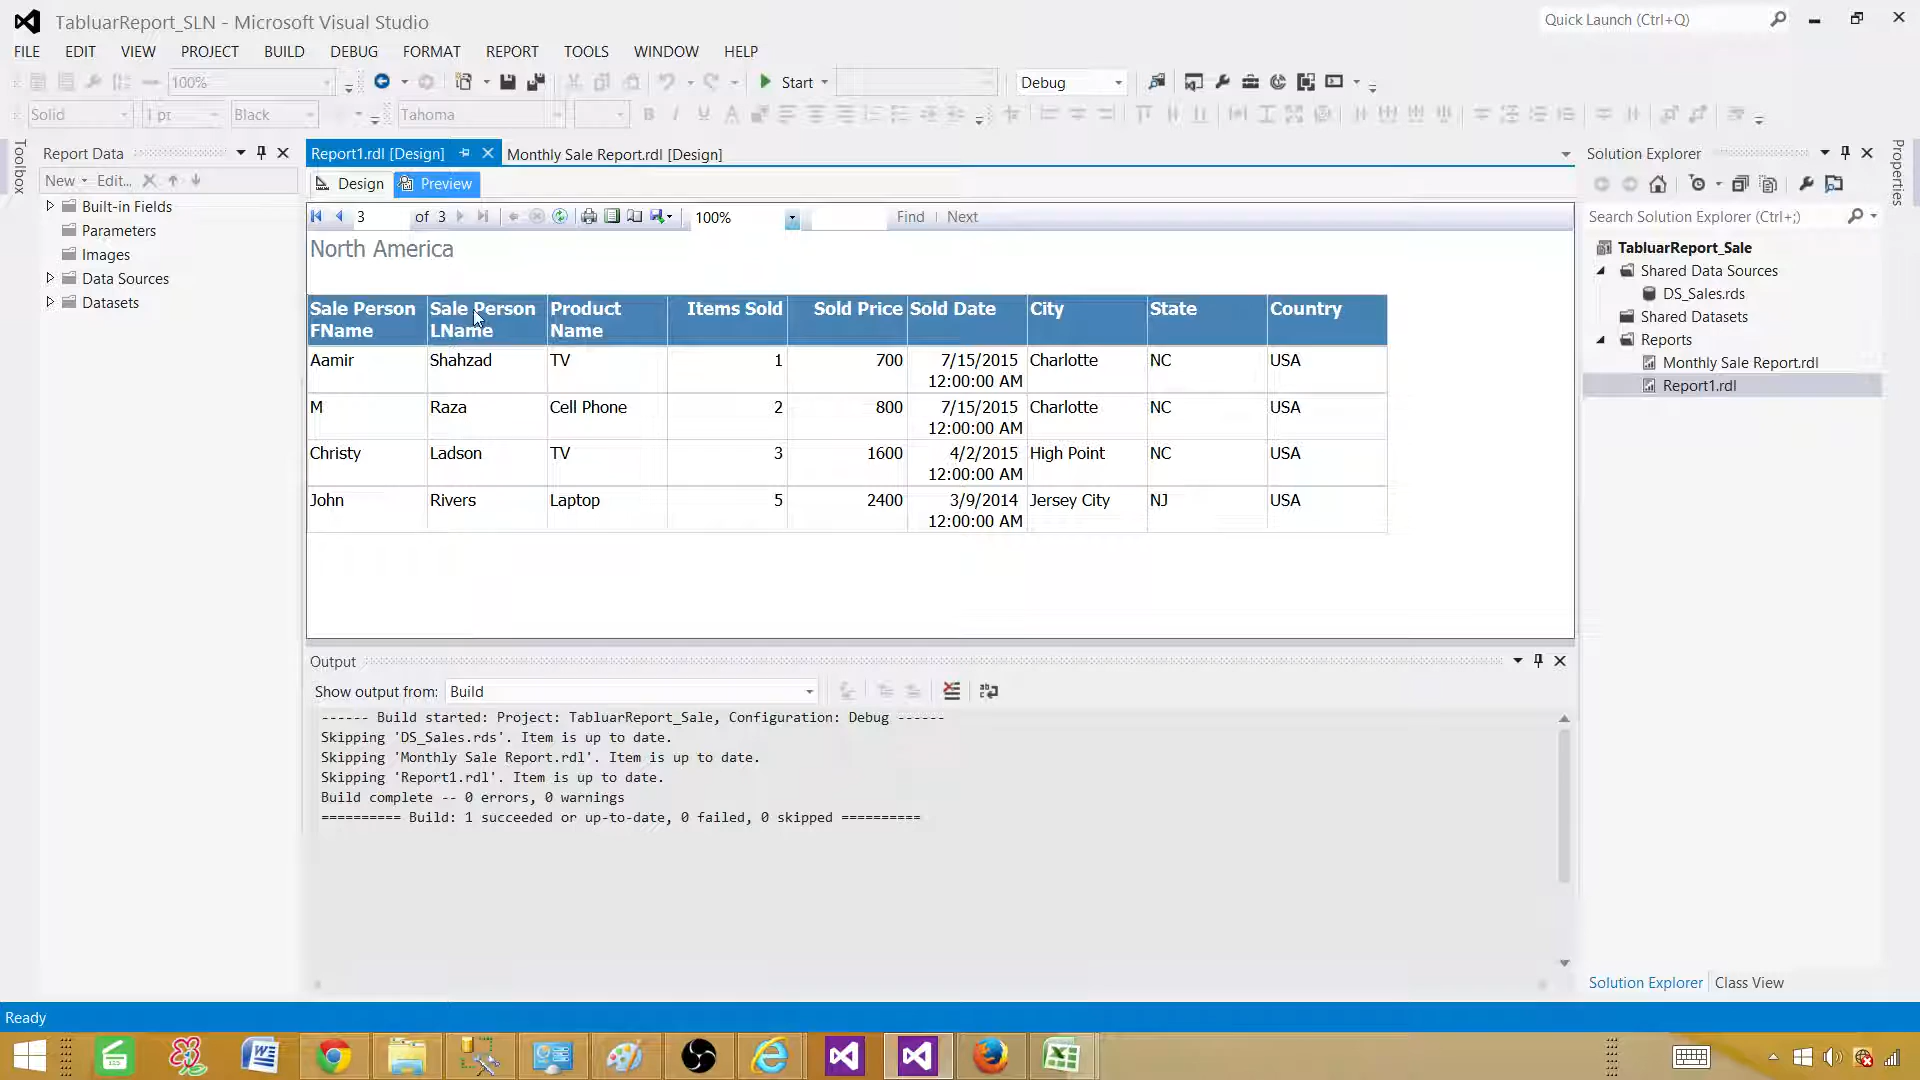 TabluarReport_SLN - Microsoft Visual Studio
Quick Launch (Ctrl+Q)
FILE EDIT VIEW PROJECT BUILD DEBUG FORMAT REPORT TOOLS WINDOW HELP
100% Start Debug
Solid 1 pt Black Tahoma
Toolbox
Report Data
New Edit...
Built-in Fields
Parameters
Images
Data Sources
Datasets
Report1.rdl [Design] Monthly Sale Report.rdl [Design]
Design Preview
3 of 3 100% Find Next
North America
Sale Person FName Sale Person LName Product Name Items Sold Sold Price Sold Date City State Country
Aamir Shahzad TV 1 700 7/15/2015 12:00:00 AM Charlotte NC USA
M Raza Cell Phone 2 800 7/15/2015 12:00:00 AM Charlotte NC USA
Christy Ladson TV 3 1600 4/2/2015 12:00:00 AM High Point NC USA
John Rivers Laptop 5 2400 3/9/2014 12:00:00 AM Jersey City NJ USA
Output
Show output from: Build
------ Build started: Project: TabluarReport_Sale, Configuration: Debug ------
Skipping 'DS_Sales.rds'. Item is up to date.
Skipping 'Monthly Sale Report.rdl'. Item is up to date.
Skipping 'Report1.rdl'. Item is up to date.
Build complete -- 0 errors, 0 warnings
========== Build: 1 succeeded or up-to-date, 0 failed, 0 skipped ==========
Solution Explorer
Search Solution Explorer (Ctrl+;)
TabluarReport_Sale
Shared Data Sources
DS_Sales.rds
Shared Datasets
Reports
Monthly Sale Report.rdl
Report1.rdl
Solution Explorer Class View
Properties
Ready